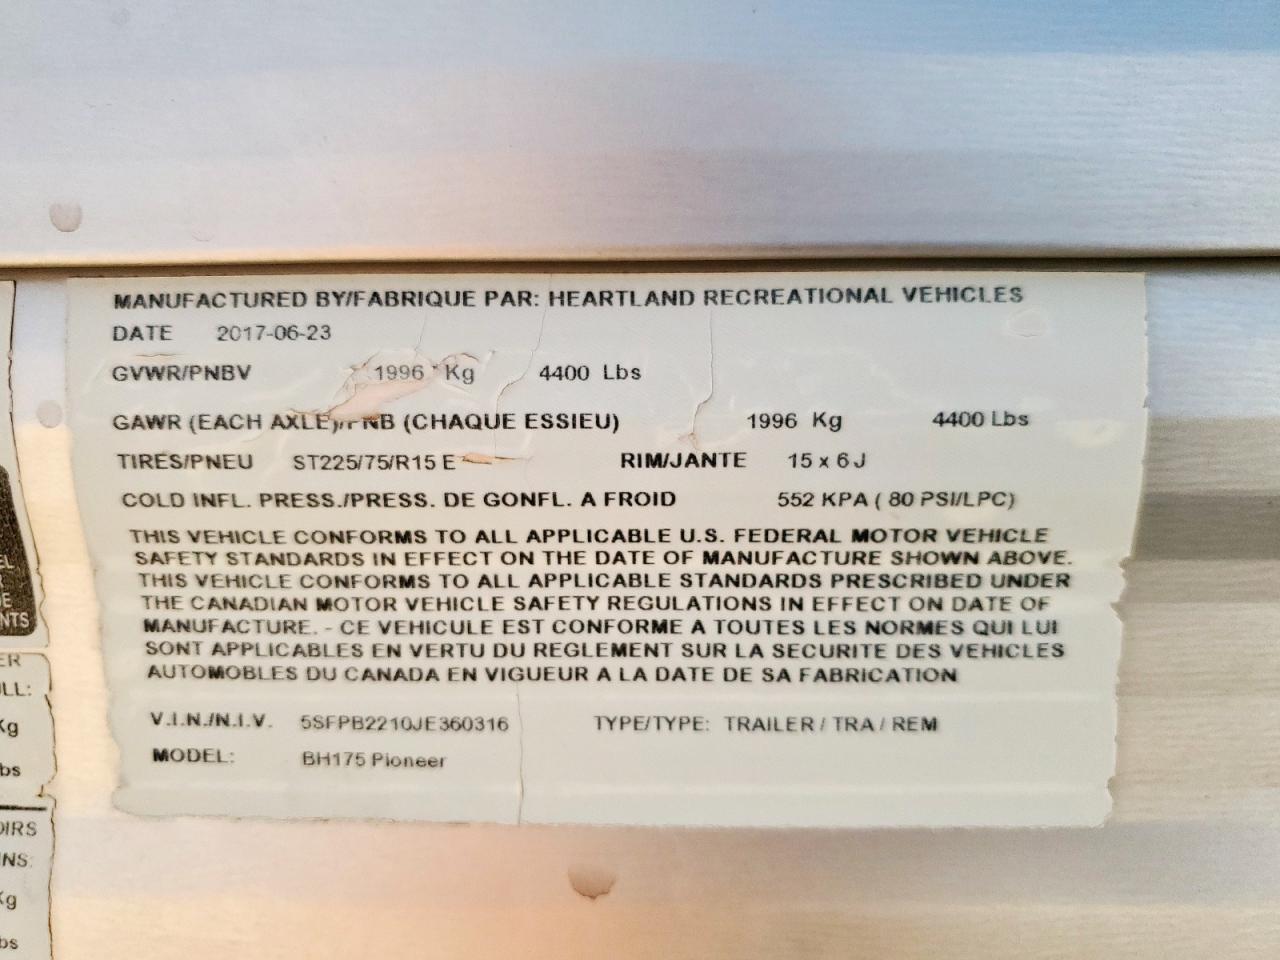 MANUFACTURED BY/FABRIQUE PAR: HEARTLAND RECREATIONAL VEHICLES
DATE 2017-06-23
GVWR/PNBV 1996 Kg 4400 Lbs
GAWR (EACH AXLE)/PNB (CHAQUE ESSIEU) 1996 Kg 4400 Lbs
TIRES/PNEU ST225/75/R15 E RIM/JANTE 15 x 6 J
COLD INFL. PRESS./PRESS. DE GONFL. A FROID 552 KPA ( 80 PSI/LPC)
THIS VEHICLE CONFORMS TO ALL APPLICABLE U.S. FEDERAL MOTOR VEHICLE
SAFETY STANDARDS IN EFFECT ON THE DATE OF MANUFACTURE SHOWN ABOVE.
THIS VEHICLE CONFORMS TO ALL APPLICABLE STANDARDS PRESCRIBED UNDER
THE CANADIAN MOTOR VEHICLE SAFETY REGULATIONS IN EFFECT ON DATE OF
MANUFACTURE. - CE VEHICULE EST CONFORME A TOUTES LES NORMES QUI LUI
SONT APPLICABLES EN VERTU DU REGLEMENT SUR LA SECURITE DES VEHICLES
AUTOMOBLES DU CANADA EN VIGUEUR A LA DATE DE SA FABRICATION
V.I.N./N.I.V. 5SFPB2210JE360316 TYPE/TYPE: TRAILER / TRA / REM
MODEL: BH175 Pioneer
Kg
Kg